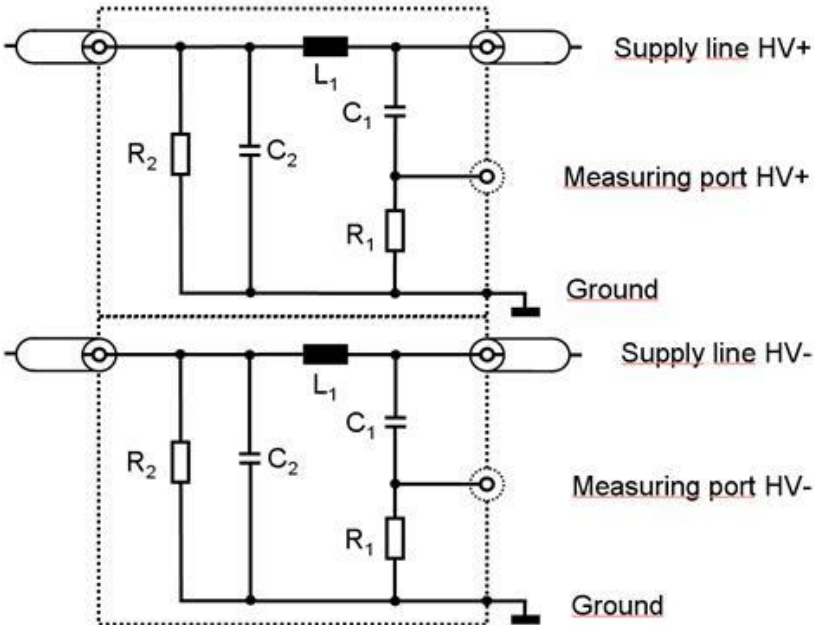 Supply line HV+
L₁
C₁
R₂
C₂
Measuring port HV+
R₁
Ground
Supply line HV-
L₁
C₁
R₂
C₂
Measuring port HV-
R₁
Ground